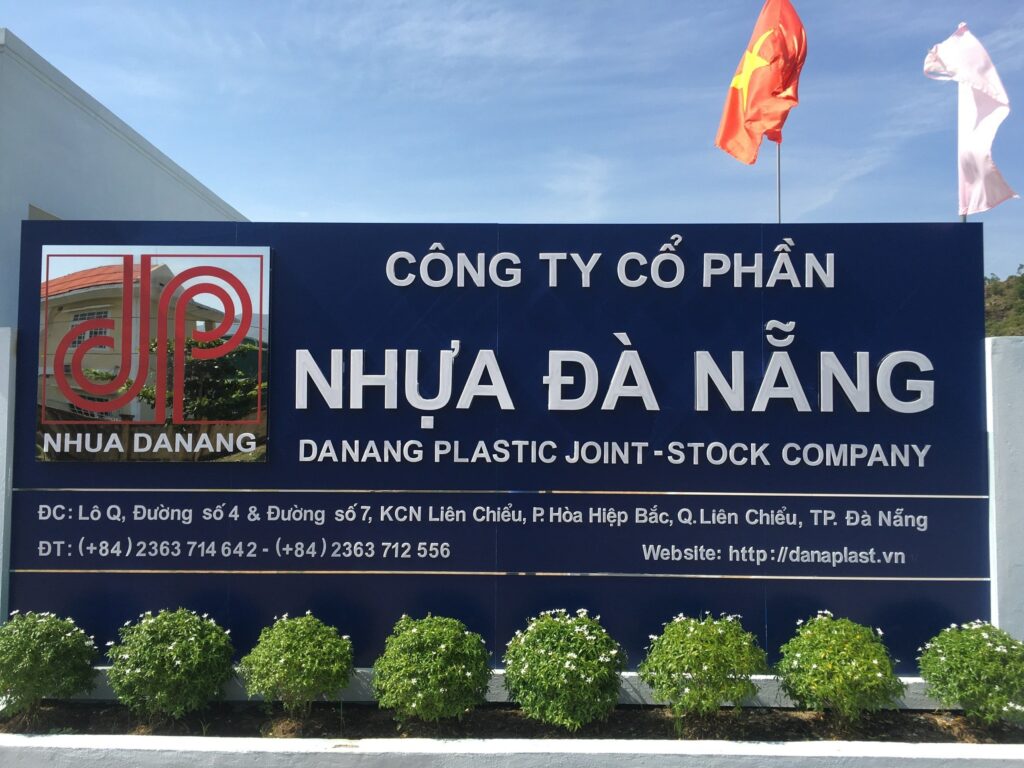 CÔNG TY CỔ PHẦN
NHỰA ĐÀ NẴNG
DANANG PLASTIC JOINT-STOCK COMPANY
dp
NHUA DANANG
ĐC: Lô Q, Đường số 4 & Đường số 7, KCN Liên Chiểu, P. Hòa Hiệp Bắc, Q. Liên Chiểu, TP. Đà Nẵng
ĐT: (+84) 2363 714 642 - (+84) 2363 712 556
Website: http://danaplast.vn